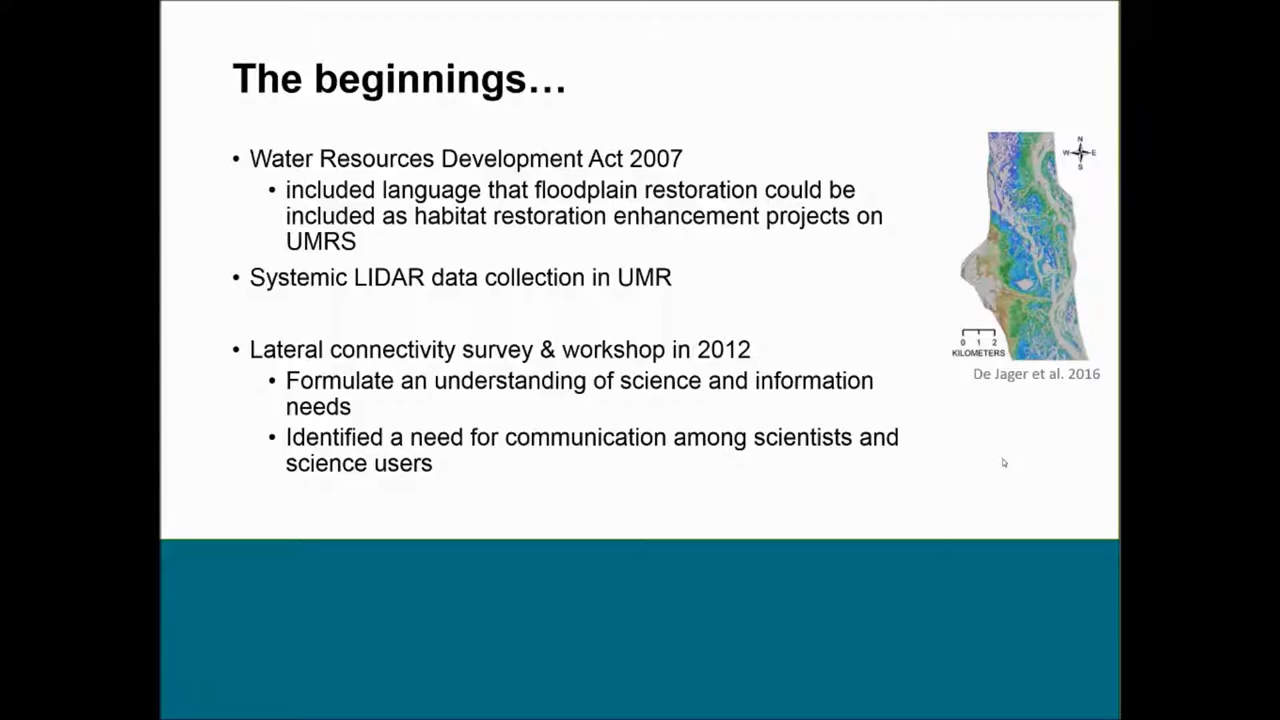 The beginnings…
• Water Resources Development Act 2007
• included language that floodplain restoration could be
included as habitat restoration enhancement projects on
UMRS
• Systemic LIDAR data collection in UMR
• Lateral connectivity survey & workshop in 2012
• Formulate an understanding of science and information
needs
• Identified a need for communication among scientists and
science users
N
W E
S
0 1 2
KILOMETERS
De Jager et al. 2016